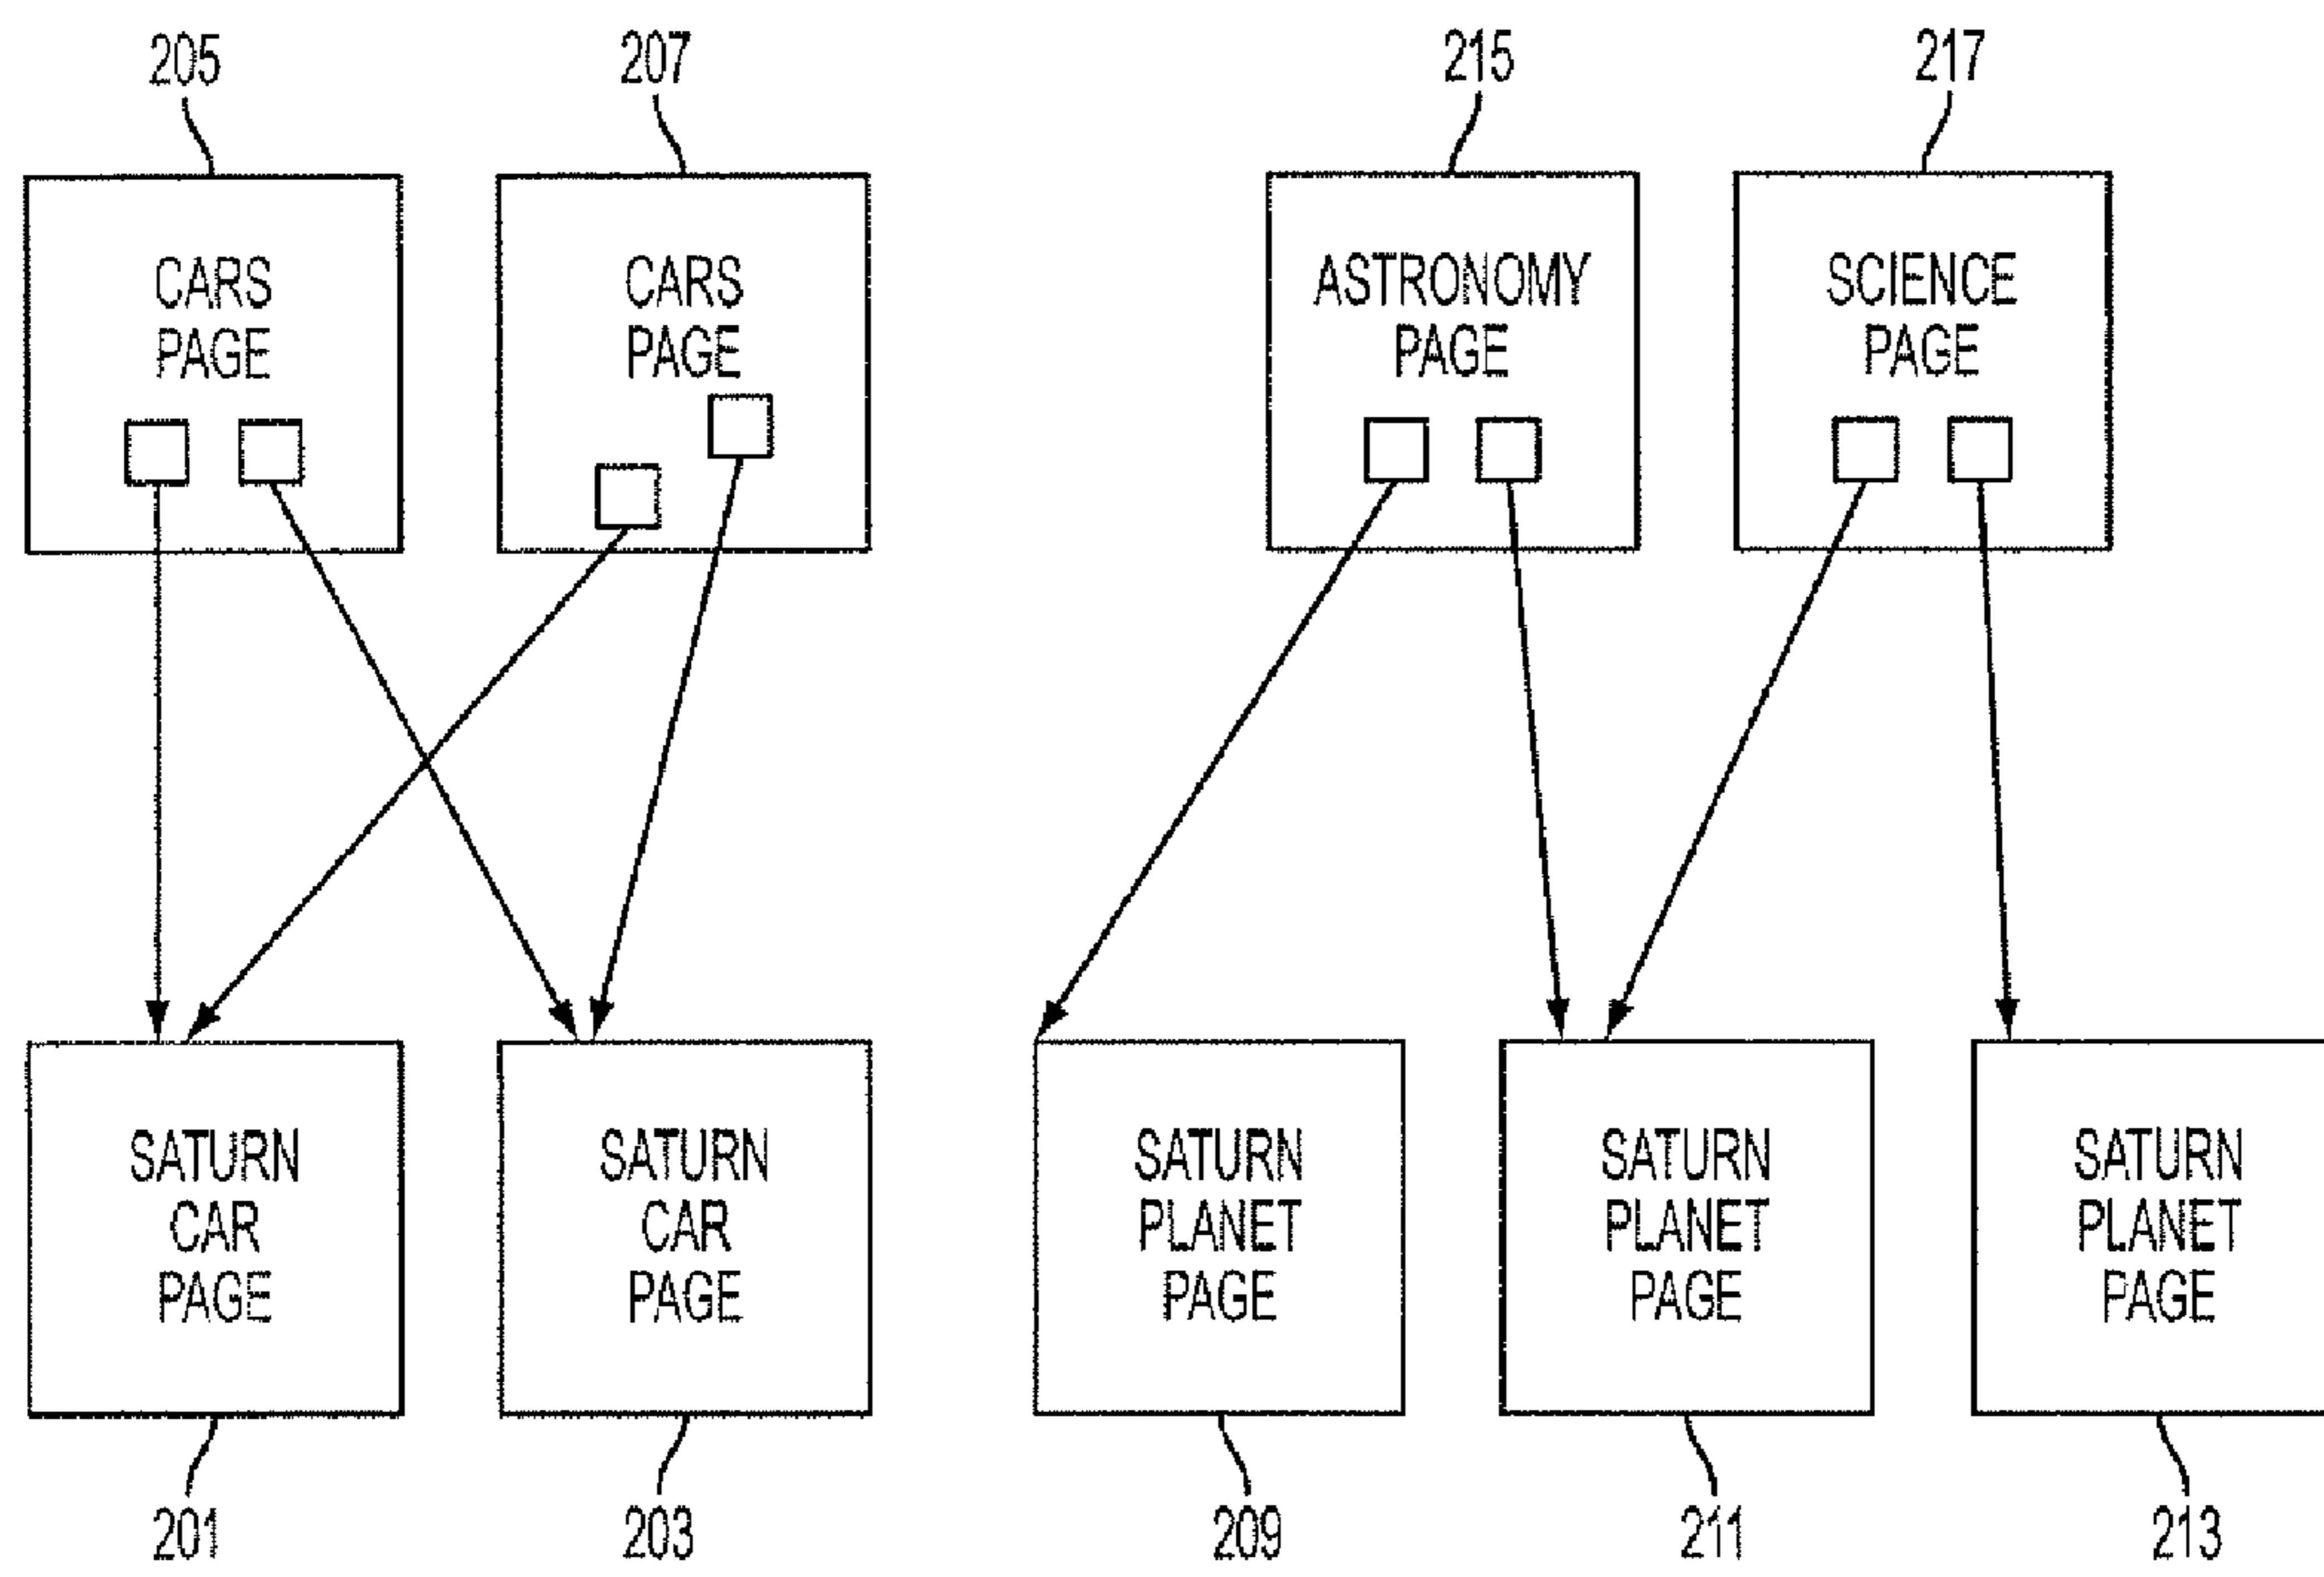 205
207
215
217
CARS
PAGE
CARS
PAGE
ASTRONOMY
PAGE
SCIENCE
PAGE
SATURN
CAR
PAGE
SATURN
CAR
PAGE
SATURN
PLANET
PAGE
SATURN
PLANET
PAGE
SATURN
PLANET
PAGE
201
203
209
211
213